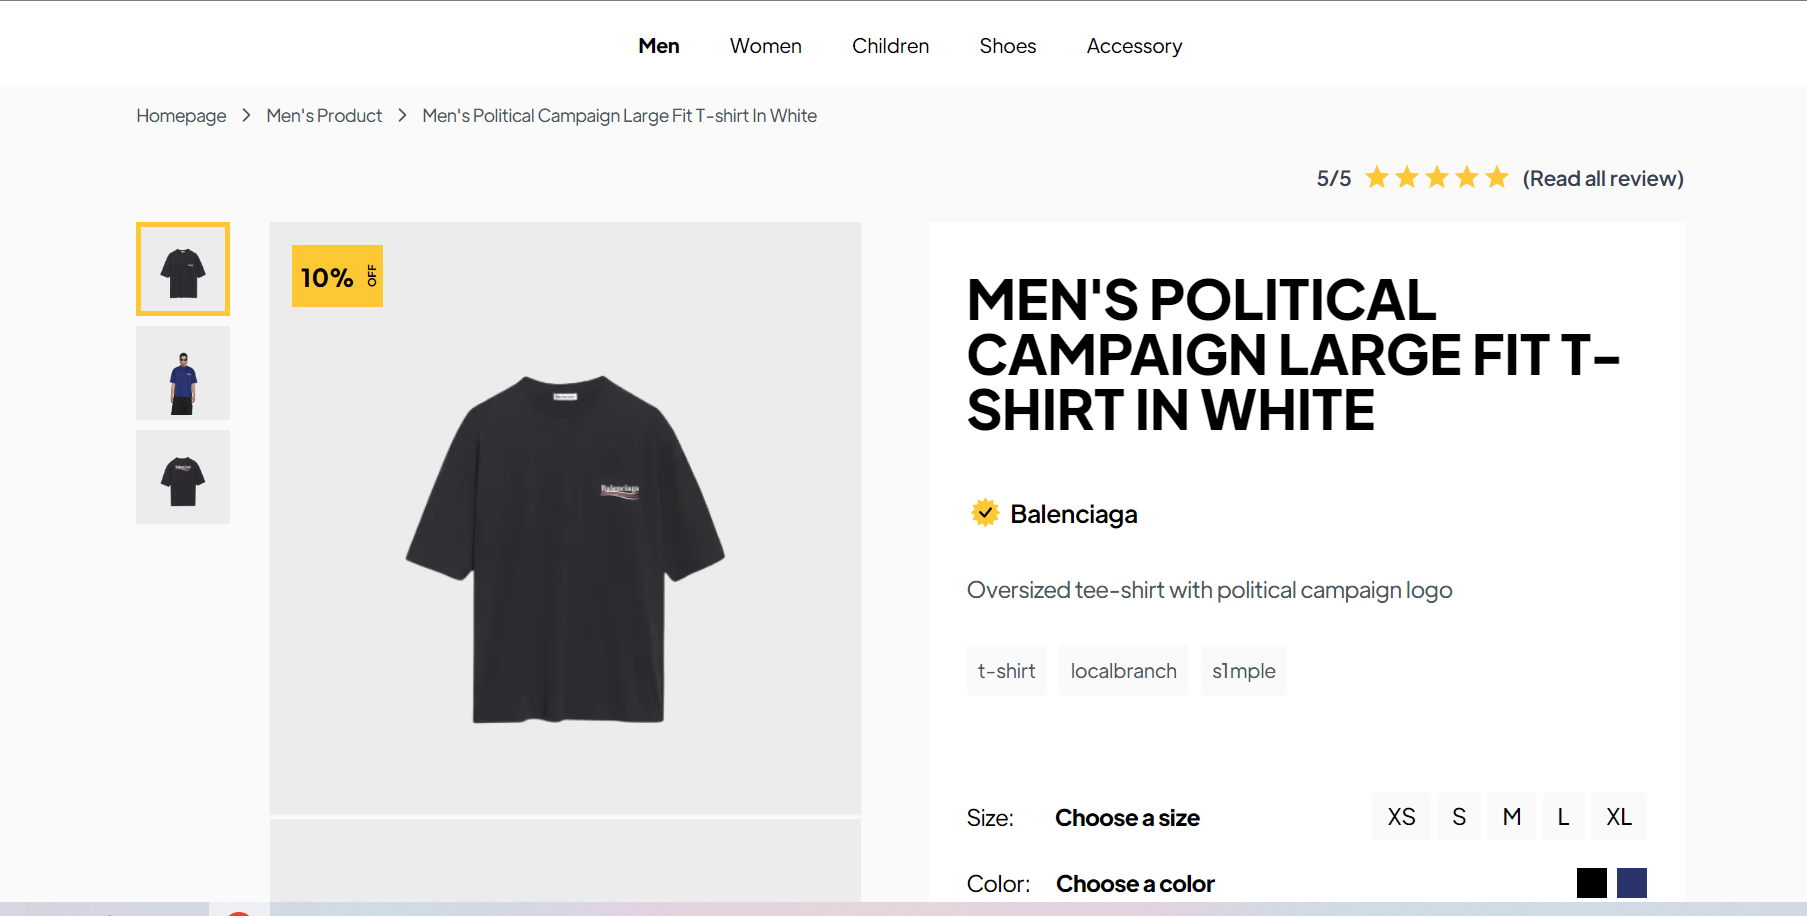 Men Women Children Shoes Accessory
Homepage > Men's Product > Men's Political Campaign Large Fit T-shirt In White
5/5 (Read all review)
10% OFF
Balenciaga
MEN'S POLITICAL
CAMPAIGN LARGE FIT T-
SHIRT IN WHITE
Balenciaga
Oversized tee-shirt with political campaign logo
t-shirt localbranch s1mple
Size: Choose a size XS S M L XL
Color: Choose a color